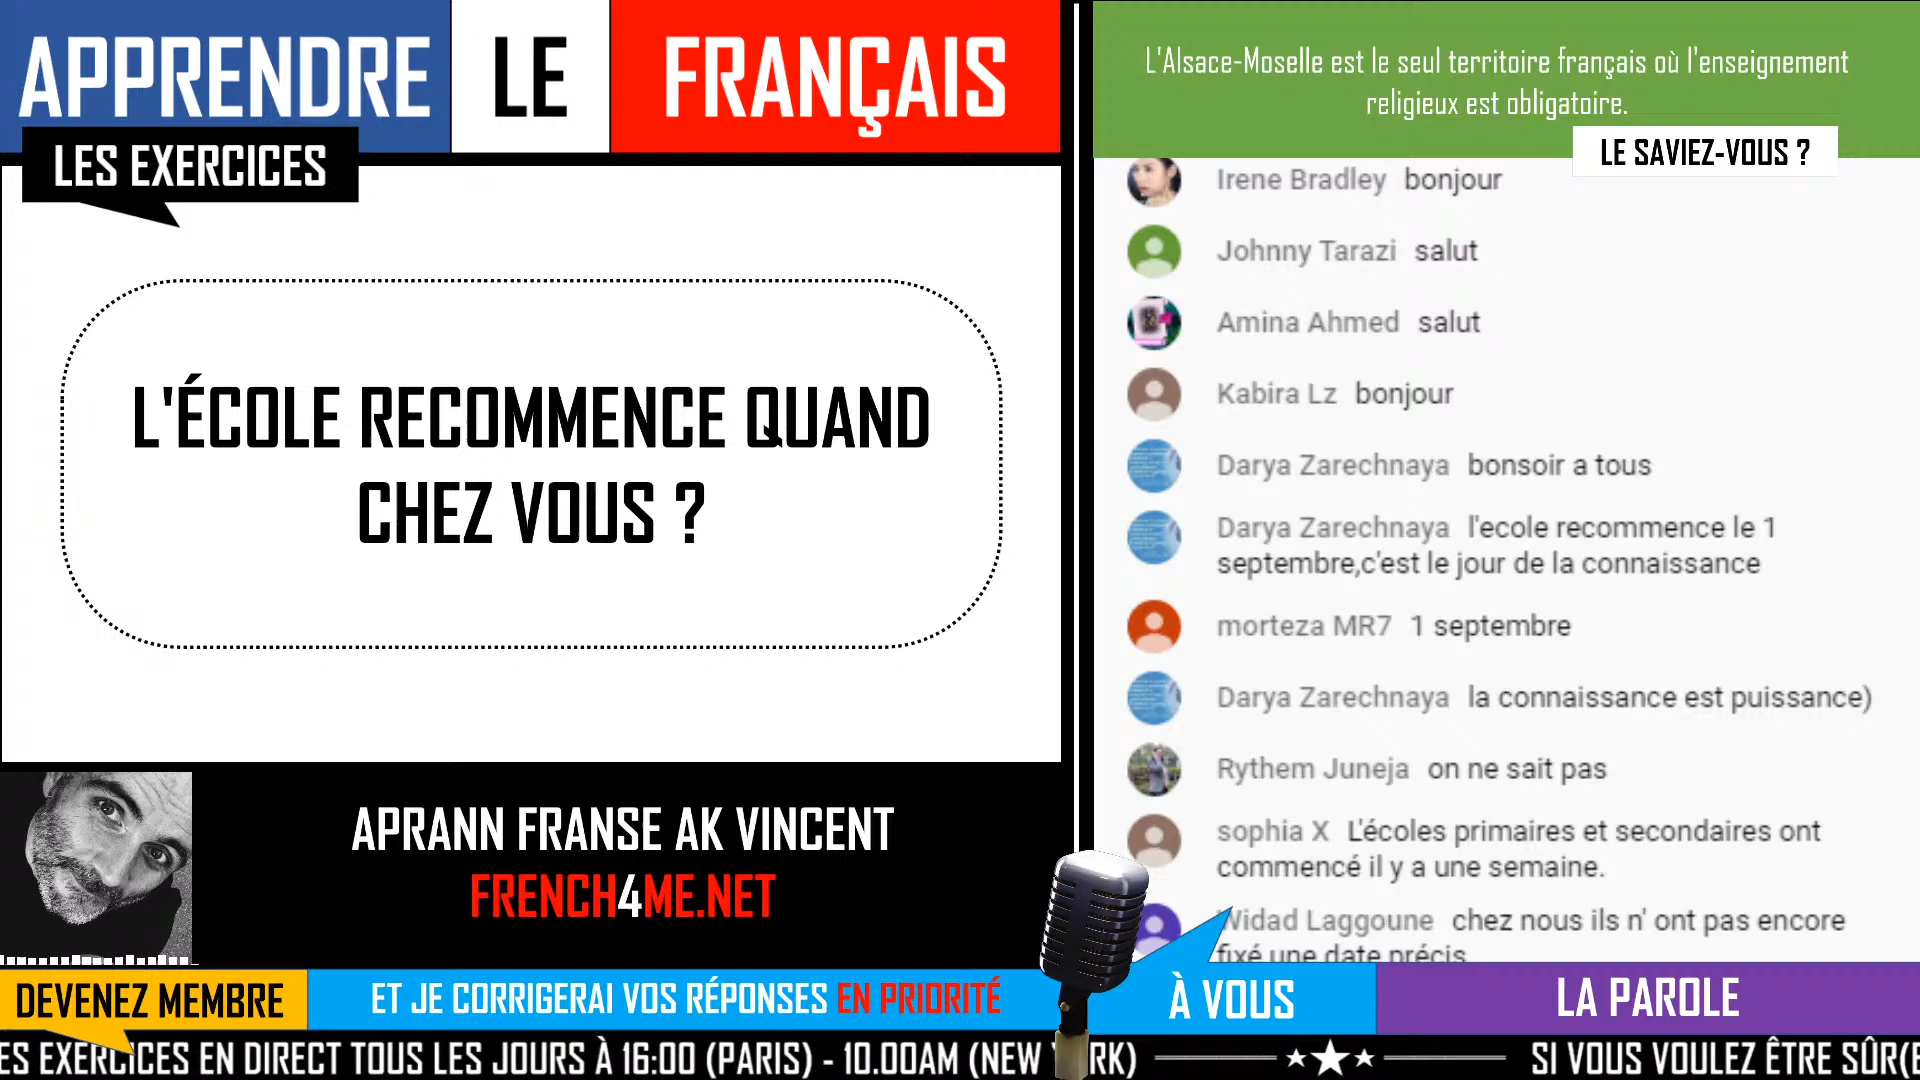 APPRENDRE LE FRANÇAIS
LES EXERCICES
L'ÉCOLE RECOMMENCE QUAND
CHEZ VOUS ?
APRANN FRANSE AK VINCENT
FRENCH4ME.NET
DEVENEZ MEMBRE
ET JE CORRIGERAI VOS RÉPONSES EN PRIORITÉ
L'Alsace-Moselle est le seul territoire français où l'enseignement
religieux est obligatoire.
LE SAVIEZ-VOUS ?
Irene Bradley bonjour
Johnny Tarazi salut
Amina Ahmed salut
Kabira Lz bonjour
Darya Zarechnaya bonsoir a tous
Darya Zarechnaya l'ecole recommence le 1
septembre,c'est le jour de la connaissance
morteza MR7 1 septembre
Darya Zarechnaya la connaissance est puissance)
Rythem Juneja on ne sait pas
sophia X L'écoles primaires et secondaires ont
commencé il y a une semaine.
Widad Laggoune chez nous ils n' ont pas encore
fixé une date précis
À VOUS
LA PAROLE
ES EXERCICES EN DIRECT TOUS LES JOURS À 16:00 (PARIS) - 10.00AM (NEW YORK)
SI VOUS VOULEZ ÊTRE SÛR(E